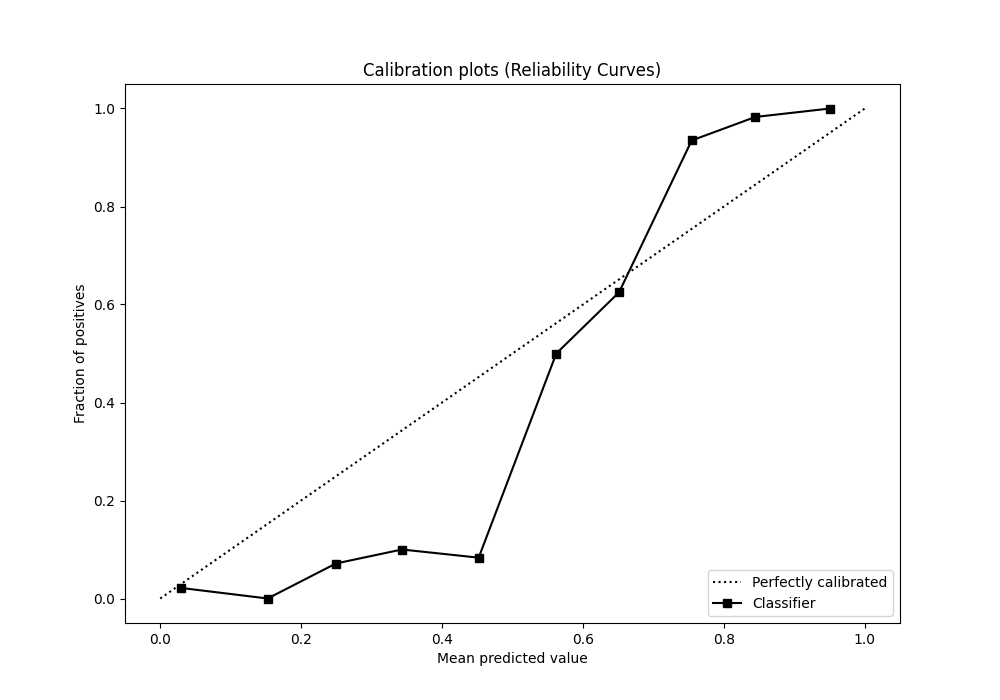 Calibration plots (Reliability Curves)
1.0
0.8
0.6
0.4
0.2
0.0
Fraction of positives
0.0 0.2 0.4 0.6 0.8 1.0
Mean predicted value
Perfectly calibrated
Classifier